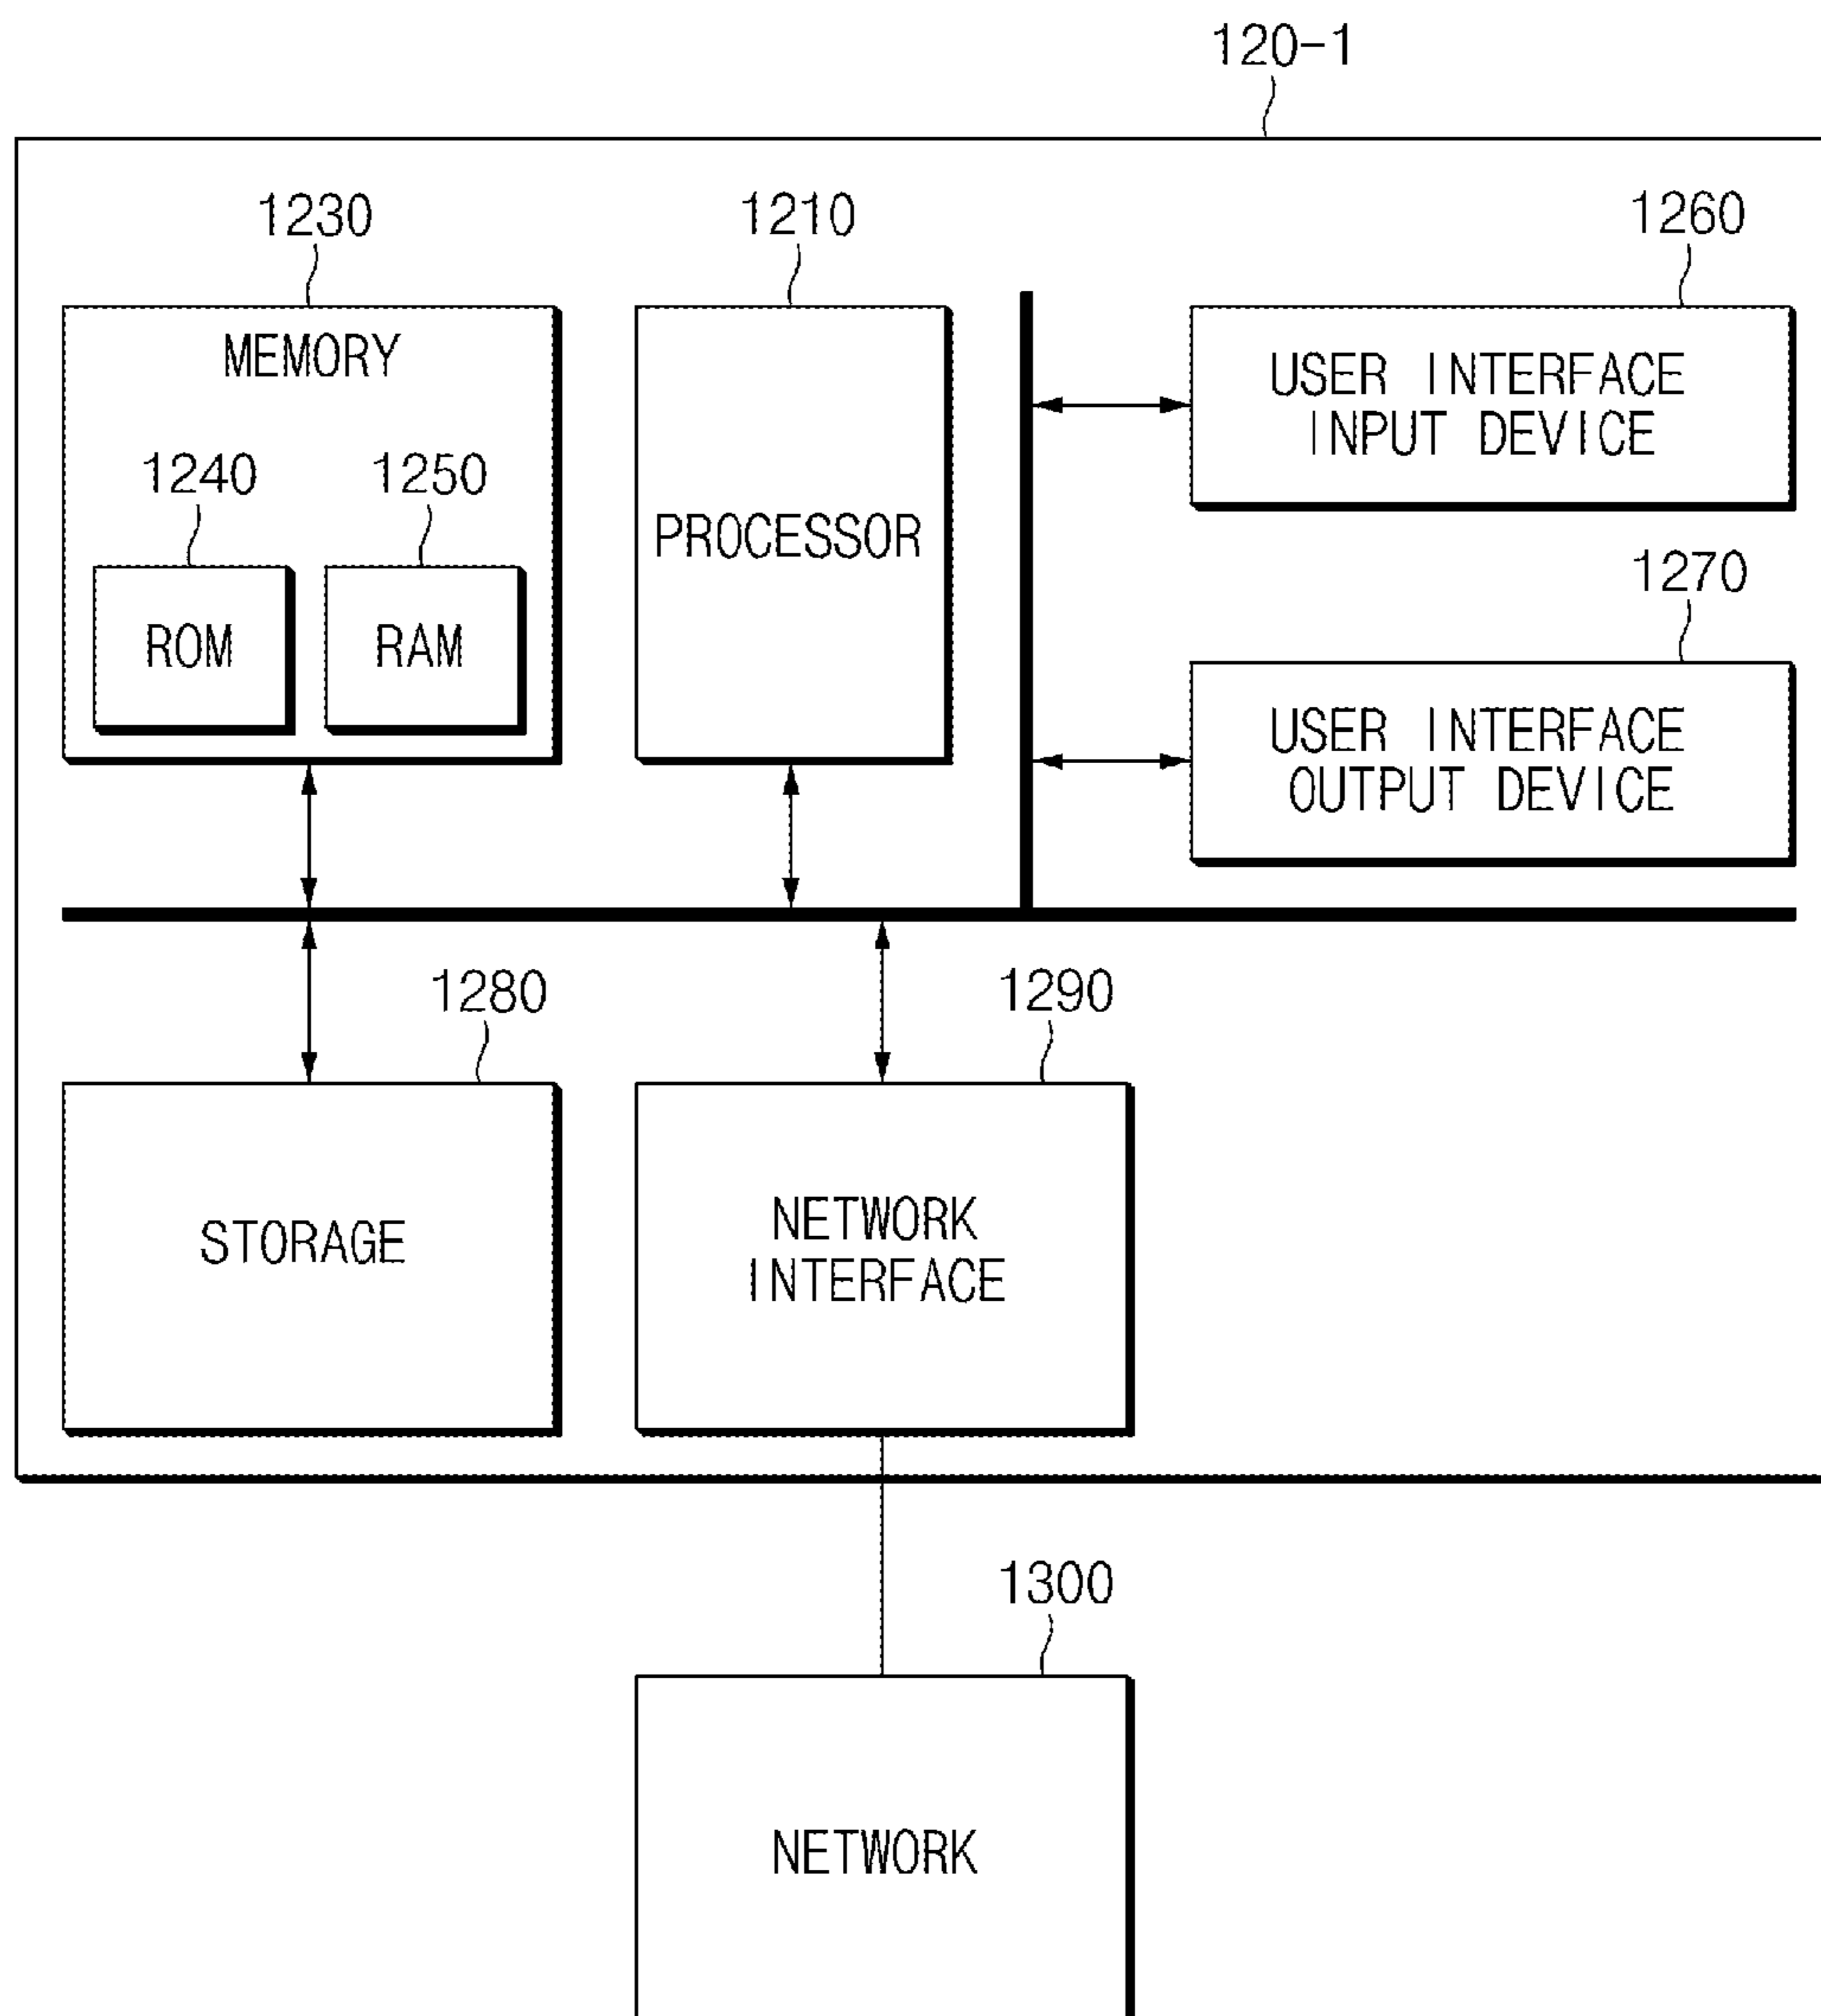 120-1
1230
1210
1260
MEMORY
USER INTERFACE
INPUT DEVICE
1240
1250
PROCESSOR
1270
ROM
RAM
USER INTERFACE
OUTPUT DEVICE
1280
1290
STORAGE
NETWORK
INTERFACE
1300
NETWORK